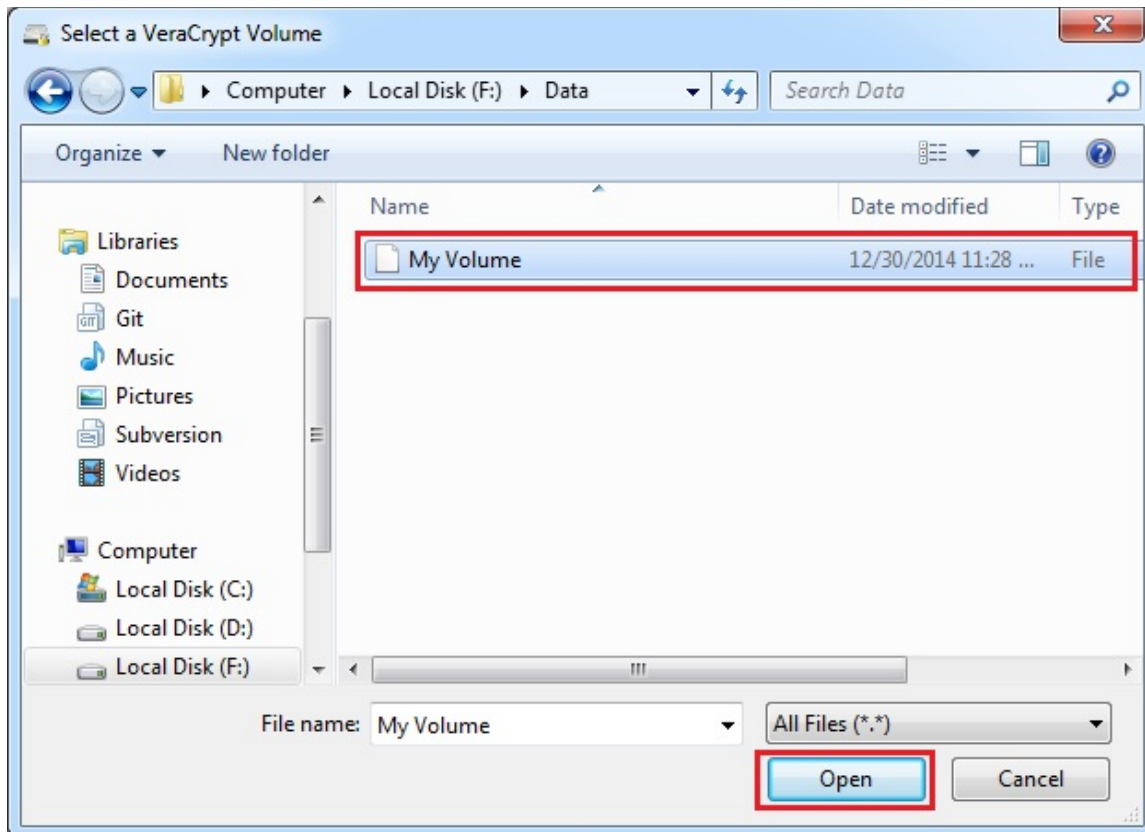 Select a VeraCrypt Volume
Computer Local Disk (F:) Data Search Data
Organize New folder
Name Date modified Type
My Volume 12/30/2014 11:28 ... File
Libraries
Documents
Git
Music
Pictures
Subversion
Videos
Computer
Local Disk (C:)
Local Disk (D:)
Local Disk (F:)
File name: My Volume All Files (*.*)
Open Cancel